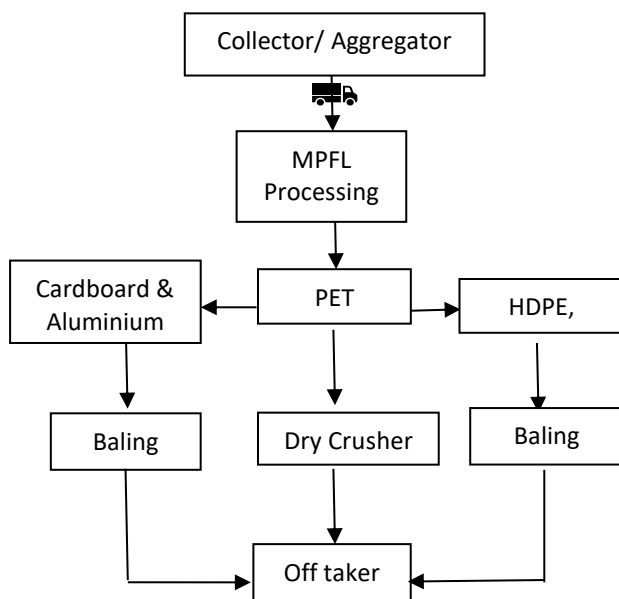 Collector/ Aggregator
MPFL
Processing
Cardboard &
Aluminium
PET
HDPE,
Baling
Dry Crusher
Baling
Off taker